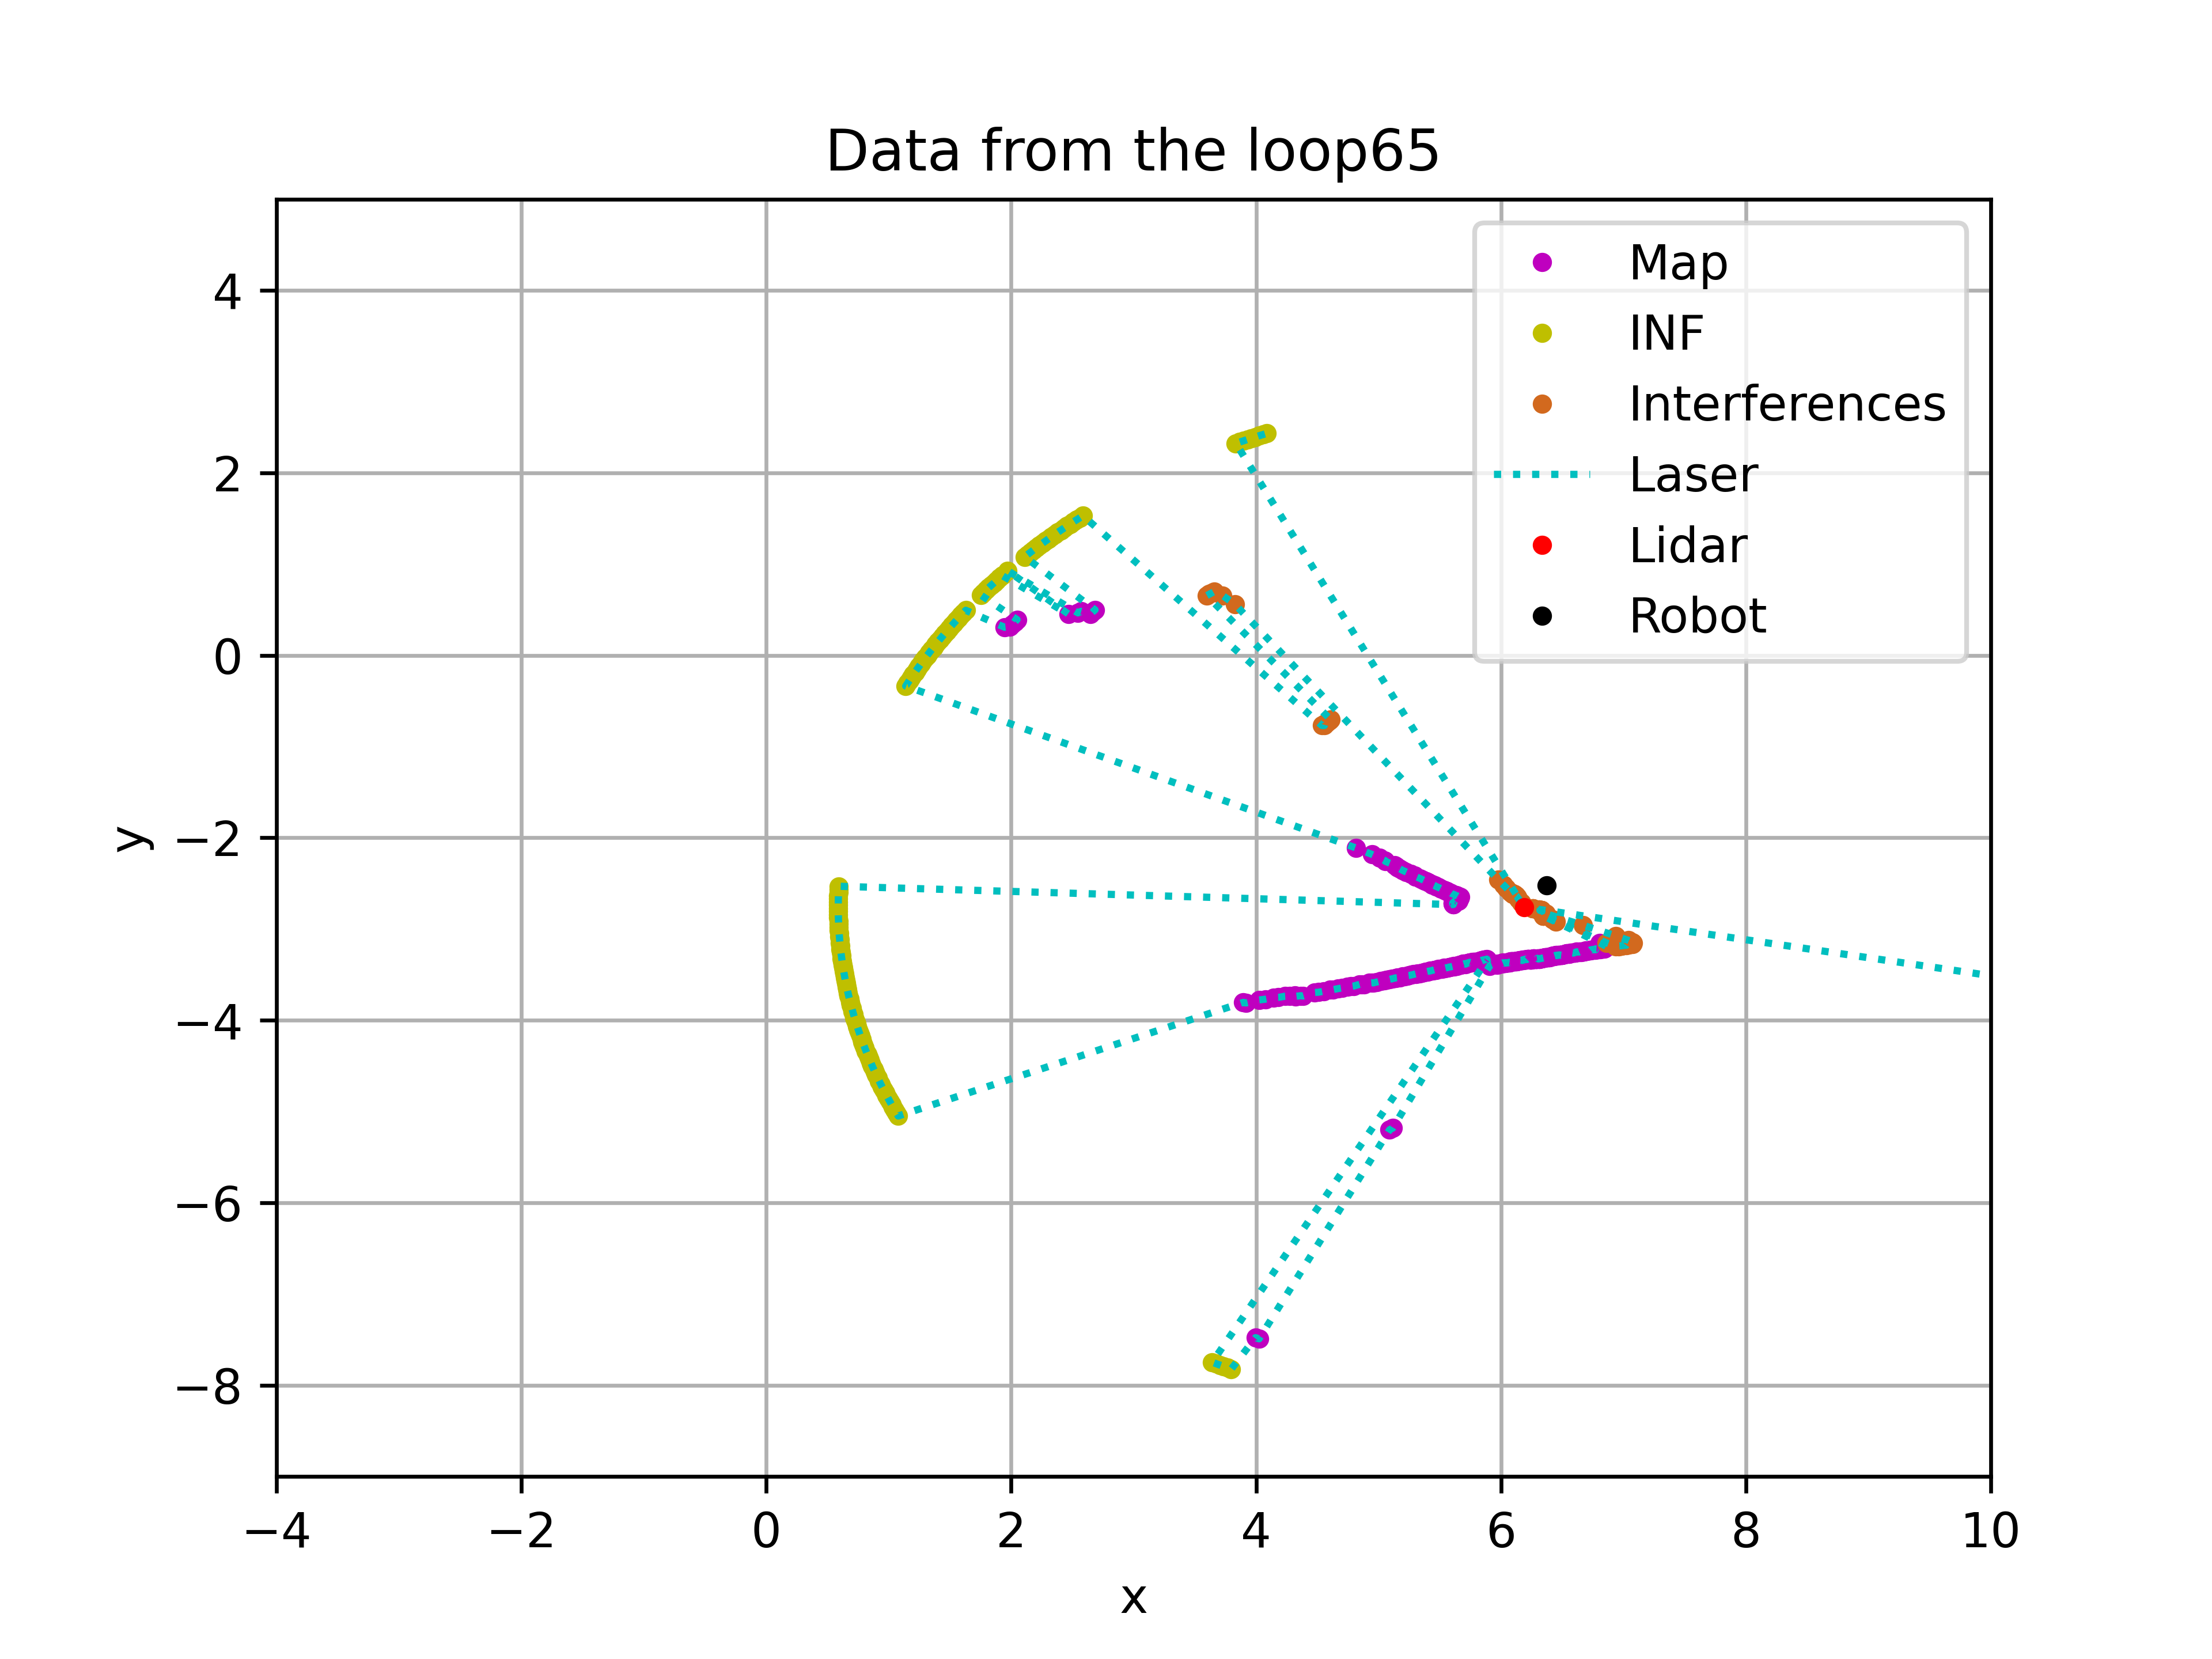 Data from the loop65
Map
INF
Interferences
Laser
Lidar
Robot
4
2
0
−2
−4
−6
−8
y
−4 −2 0 2 4 6 8 10
x